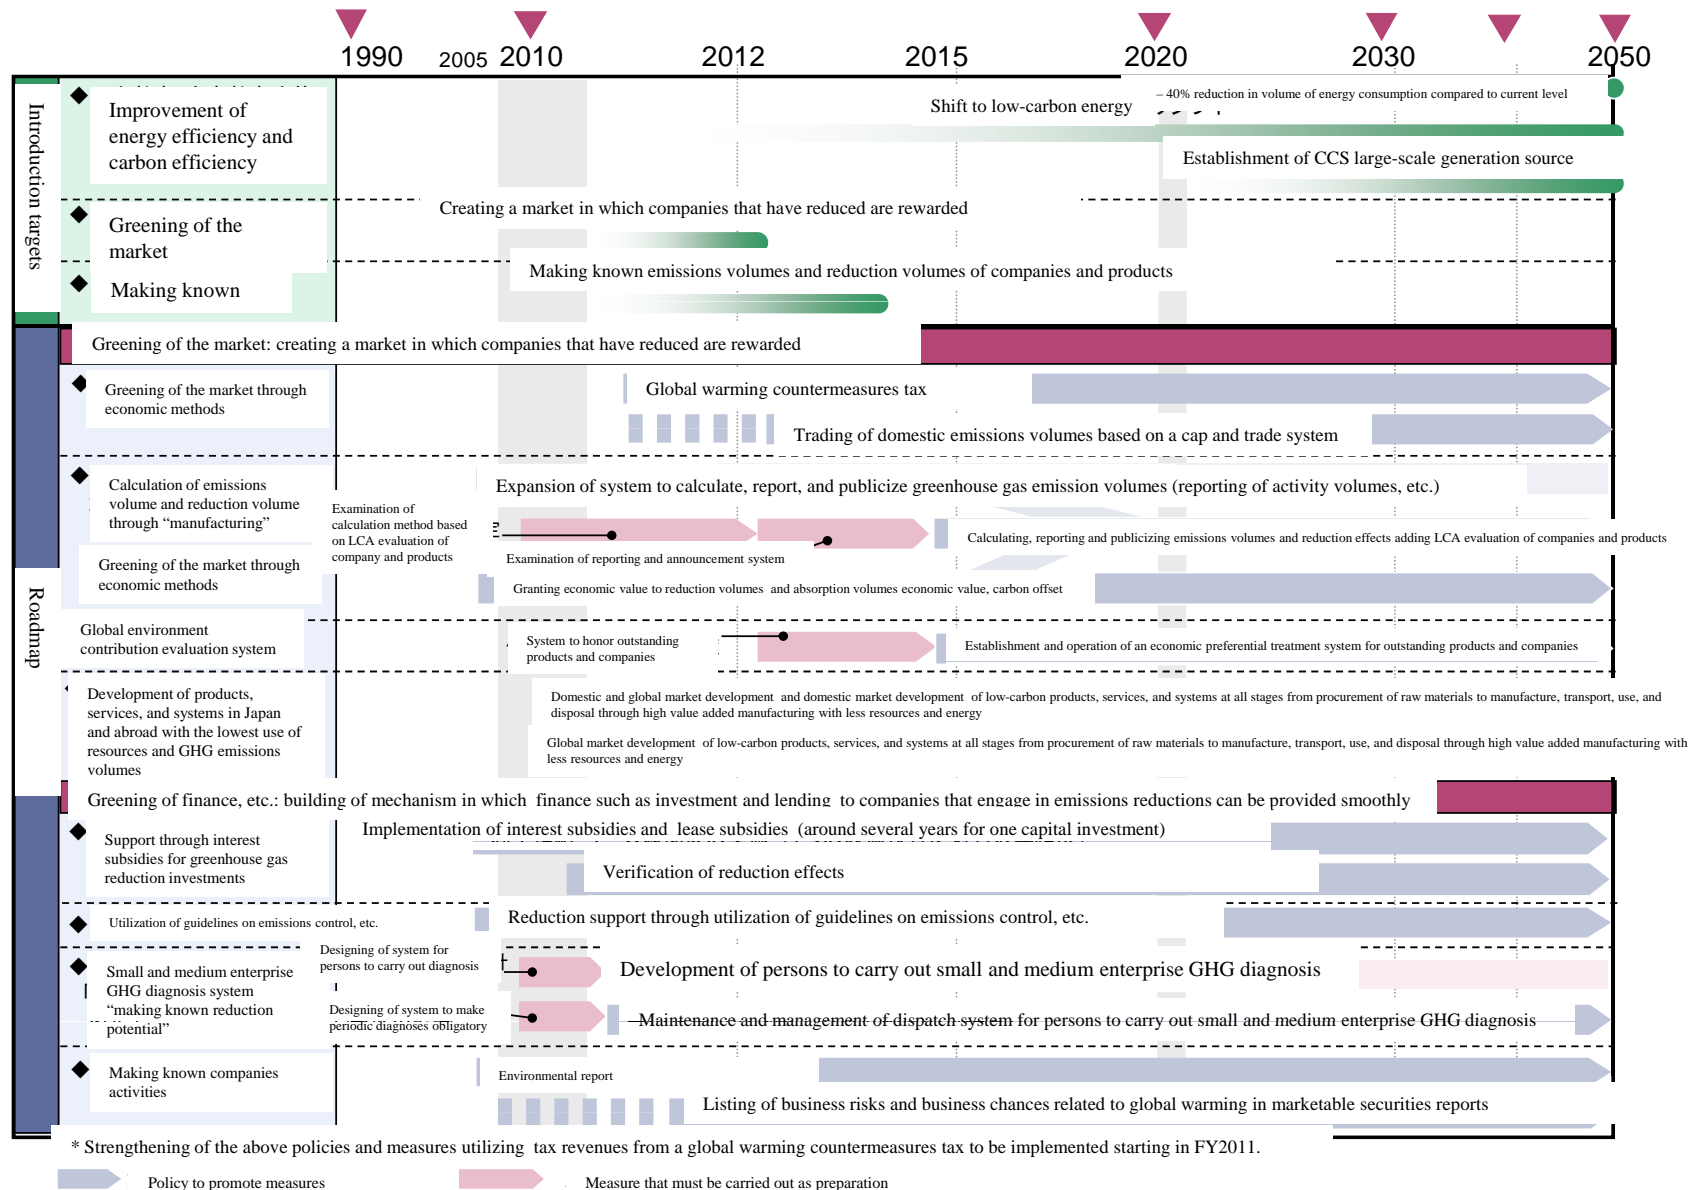 1990 2005 2010 2012 2015 2020 2030 2050
Introduction targets
Improvement of
energy efficiency and
carbon efficiency
Shift to low-carbon energy
– 40% reduction in volume of energy consumption compared to current level
Establishment of CCS large-scale generation source
Greening of the
market
Creating a market in which companies that have reduced are rewarded
Making known
Making known emissions volumes and reduction volumes of companies and products
Roadmap
Greening of the market: creating a market in which companies that have reduced are rewarded
Greening of the market through
economic methods
Global warming countermeasures tax
Trading of domestic emissions volumes based on a cap and trade system
Calculation of emissions
volume and reduction volume
through “manufacturing”
Expansion of system to calculate, report, and publicize greenhouse gas emission volumes (reporting of activity volumes, etc.)
Examination of
calculation method based
on LCA evaluation of
company and products
Examination of reporting and announcement system
Calculating, reporting and publicizing emissions volumes and reduction effects adding LCA evaluation of companies and products
Greening of the market through
economic methods
Granting economic value to reduction volumes and absorption volumes economic value, carbon offset
Global environment
contribution evaluation system
System to honor outstanding
products and companies
Establishment and operation of an economic preferential treatment system for outstanding products and companies
Development of products,
services, and systems in Japan
and abroad with the lowest use of
resources and GHG emissions
volumes
Domestic and global market development and domestic market development of low-carbon products, services, and systems at all stages from procurement of raw materials to manufacture, transport, use, and
disposal through high value added manufacturing with less resources and energy
Global market development of low-carbon products, services, and systems at all stages from procurement of raw materials to manufacture, transport, use, and disposal through high value added manufacturing with
less resources and energy
Greening of finance, etc.: building of mechanism in which finance such as investment and lending to companies that engage in emissions reductions can be provided smoothly
Support through interest
subsidies for greenhouse gas
reduction investments
Implementation of interest subsidies and lease subsidies (around several years for one capital investment)
Verification of reduction effects
Utilization of guidelines on emissions control, etc.
Reduction support through utilization of guidelines on emissions control, etc.
Small and medium enterprise
GHG diagnosis system
“making known reduction
potential”
Designing of system for
persons to carry out diagnosis
Development of persons to carry out small and medium enterprise GHG diagnosis
Designing of system to make
periodic diagnoses obligatory
Maintenance and management of dispatch system for persons to carry out small and medium enterprise GHG diagnosis
Making known companies
activities
Environmental report
Listing of business risks and business chances related to global warming in marketable securities reports
* Strengthening of the above policies and measures utilizing tax revenues from a global warming countermeasures tax to be implemented starting in FY2011.
Policy to promote measures
Measure that must be carried out as preparation